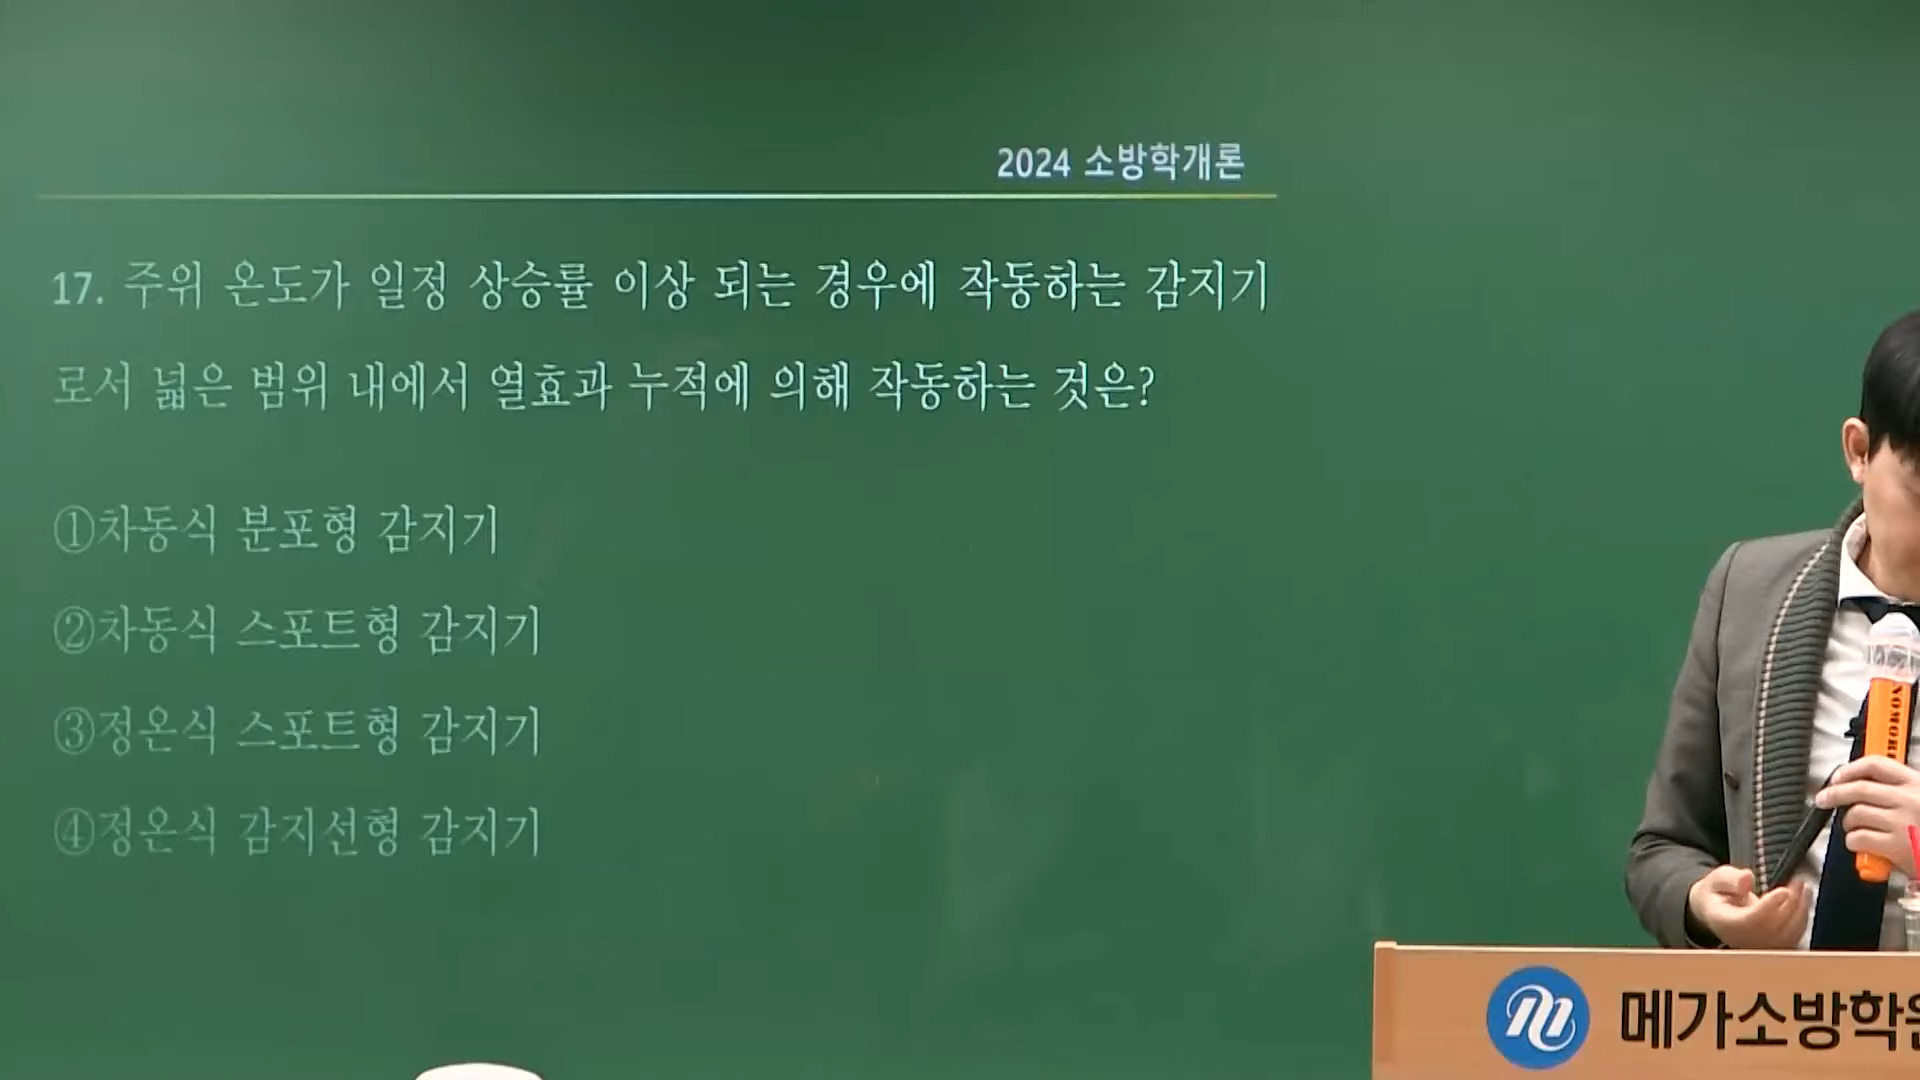 2024 소방학개론
17. 주위 온도가 일정 상승률 이상 되는 경우에 작동하는 감지기
로서 넓은 범위 내에서 열효과 누적에 의해 작동하는 것은?
①차동식 분포형 감지기
②차동식 스포트형 감지기
③정온식 스포트형 감지기
④정온식 감지선형 감지기
메가소방학원